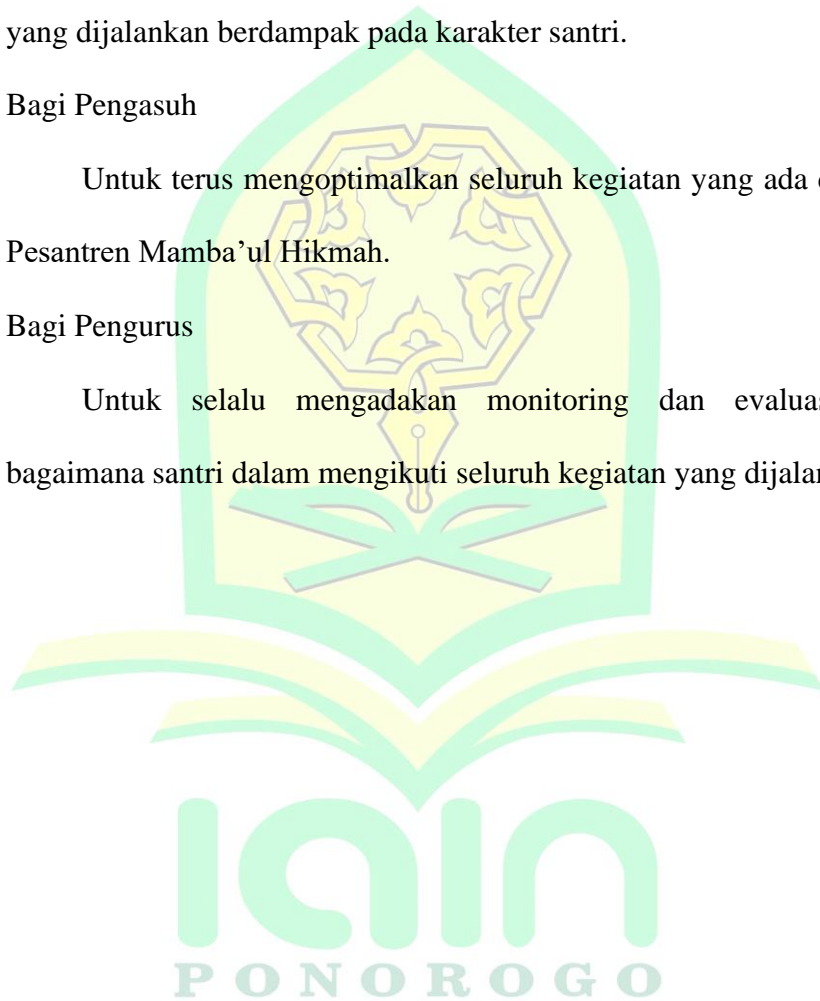 yang dijalankan berdampak pada karakter santri.
Bagi Pengasuh
Untuk terus mengoptimalkan seluruh kegiatan yang ada
Pesantren Mamba’ul Hikmah.
Bagi Pengurus
Untuk selalu mengadakan monitoring dan
bagaimana santri dalam mengikuti seluruh kegiatan yang
iain
PONOROGO